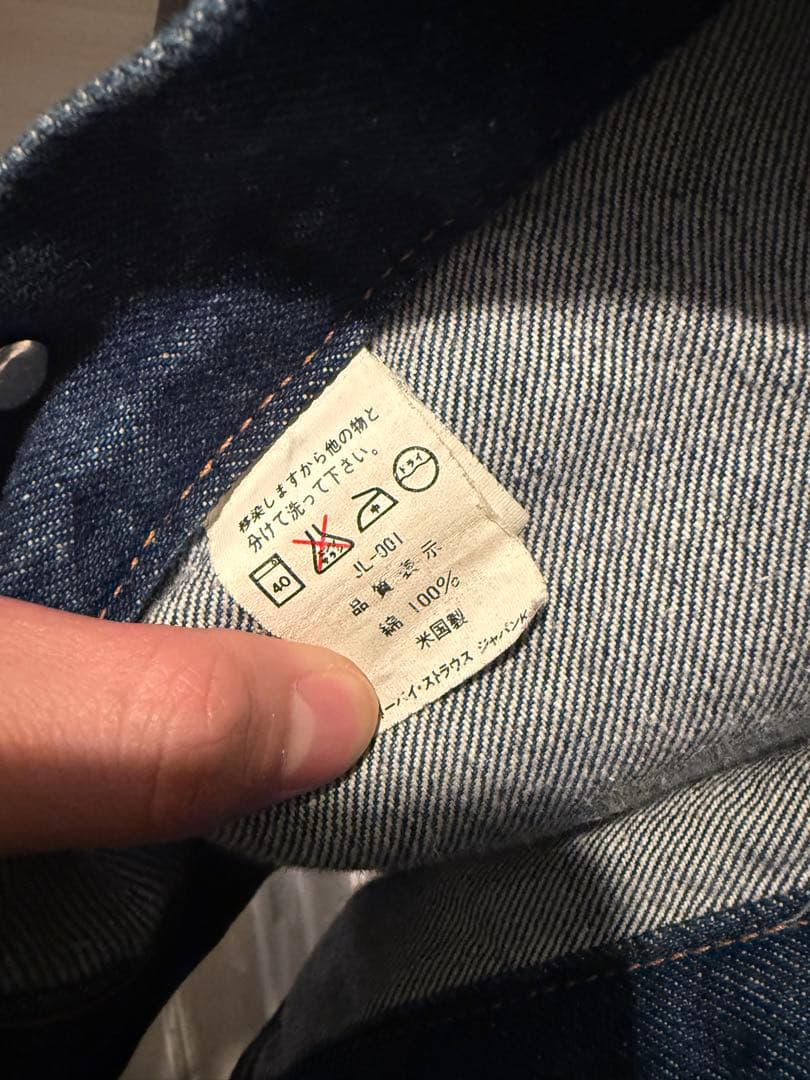 移染しますから他の物と
分けて洗って下さい。
40 中 ドライ
JL-001
品質表示
綿 100%
米国製
ーバイ・ストラウス ジャパンK